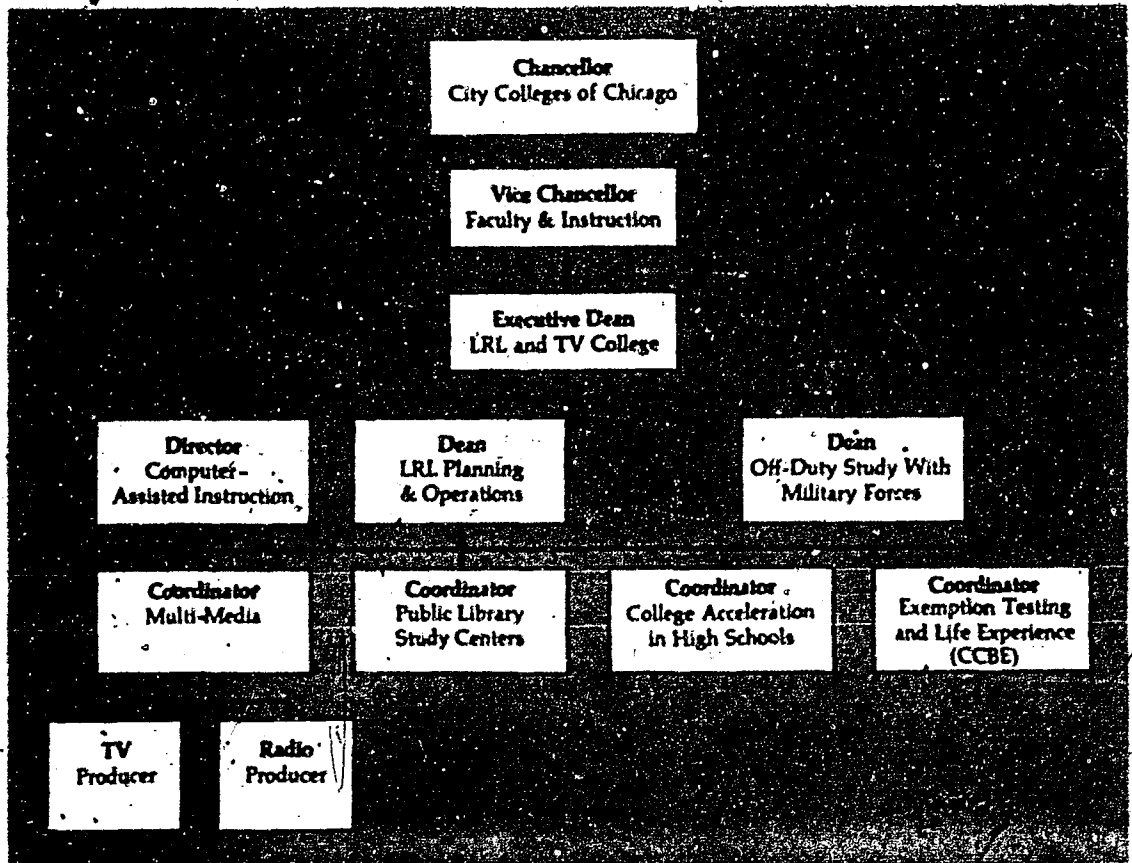 Chancellor
City Colleges of Chicago
Vice Chancellor
Faculty & Instruction
Executive Dean
LRL and TV College
Director
Computer-
Assisted Instruction
Dean
LRL Planning
& Operations
Dean
Off-Duty Study With
Military Forces
Coordinator
Multi-Media
Coordinator
Public Library
Study Centers
Coordinator
College Acceleration
in High Schools
Coordinator
Exemption Testing
and Life Experience
(CCBE)
TV
Producer
Radio
Producer